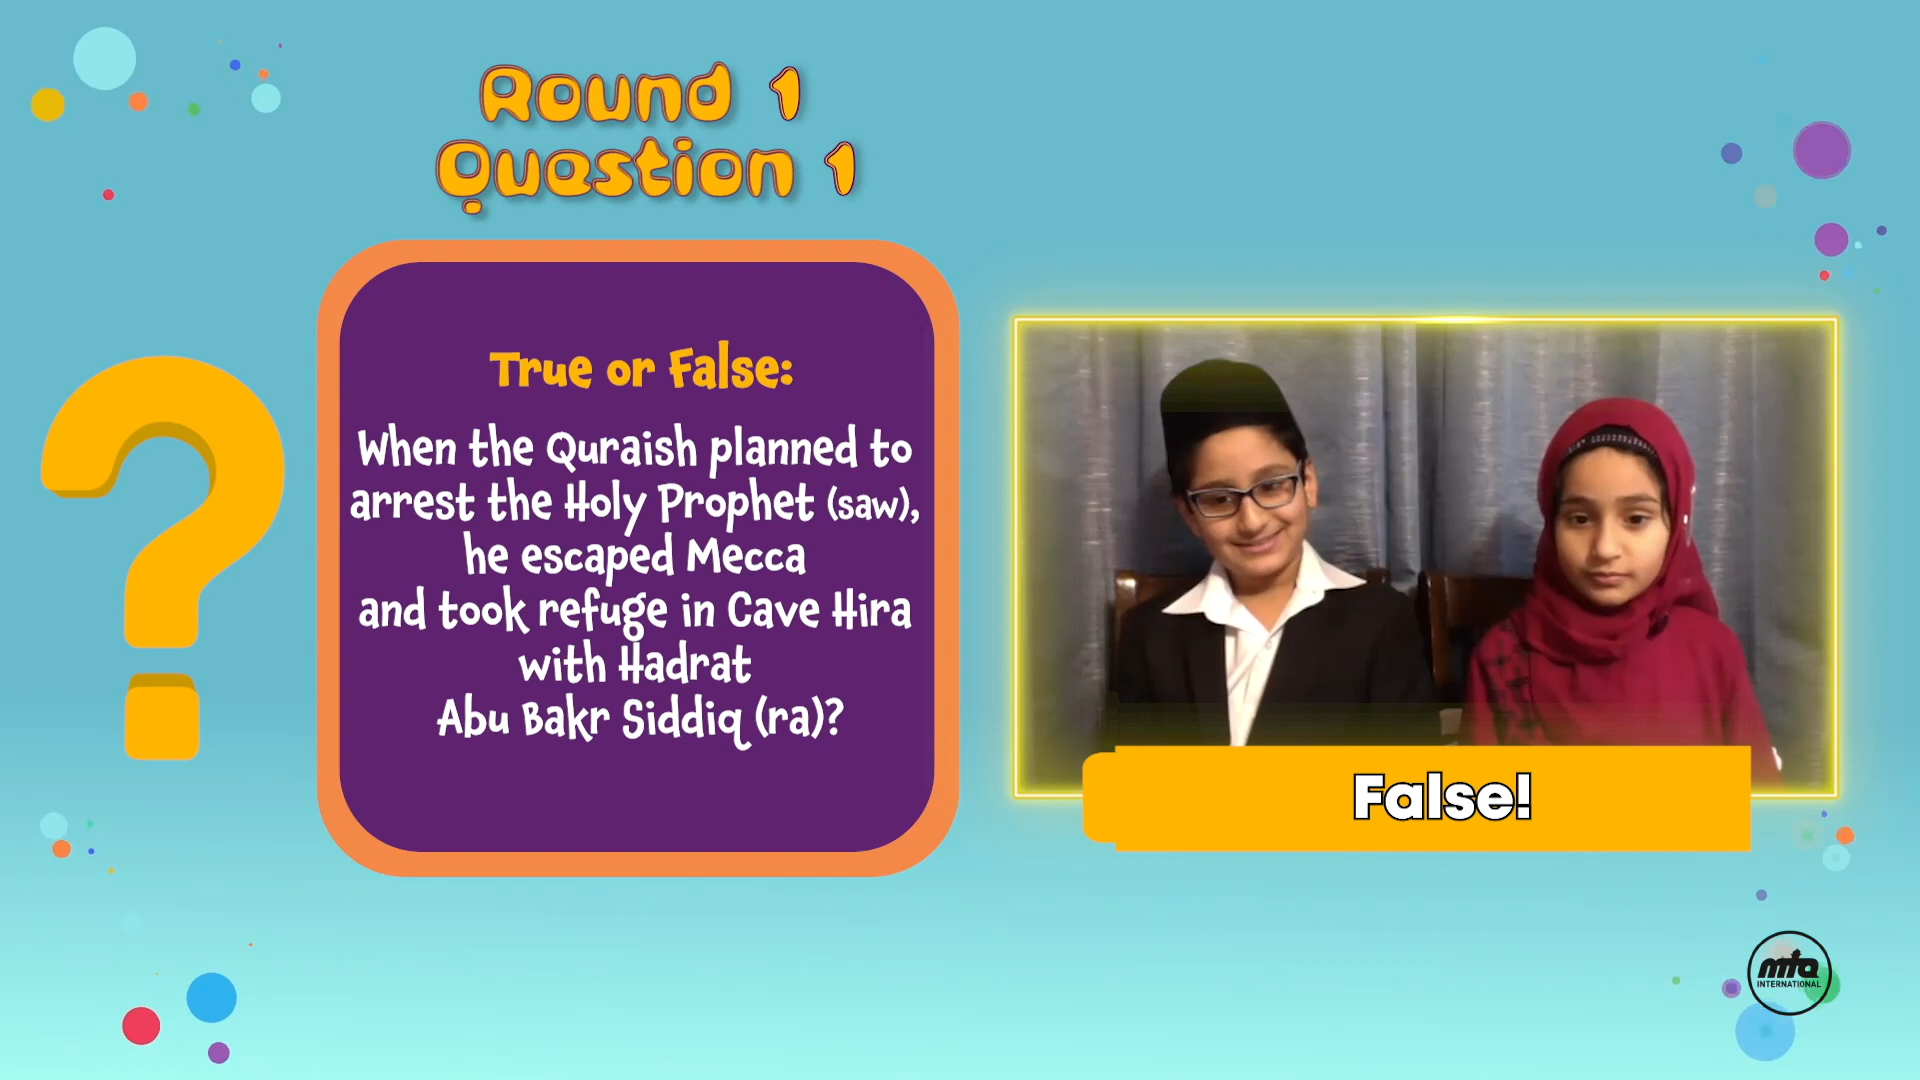 Round 1
Question 1
True or False:
When the Quraish planned to
arrest the Holy Prophet (saw),
he escaped Mecca
and took refuge in Cave Hira
with Hadrat
Abu Bakr Siddiq (ra)?
False!
mta
INTERNATIONAL